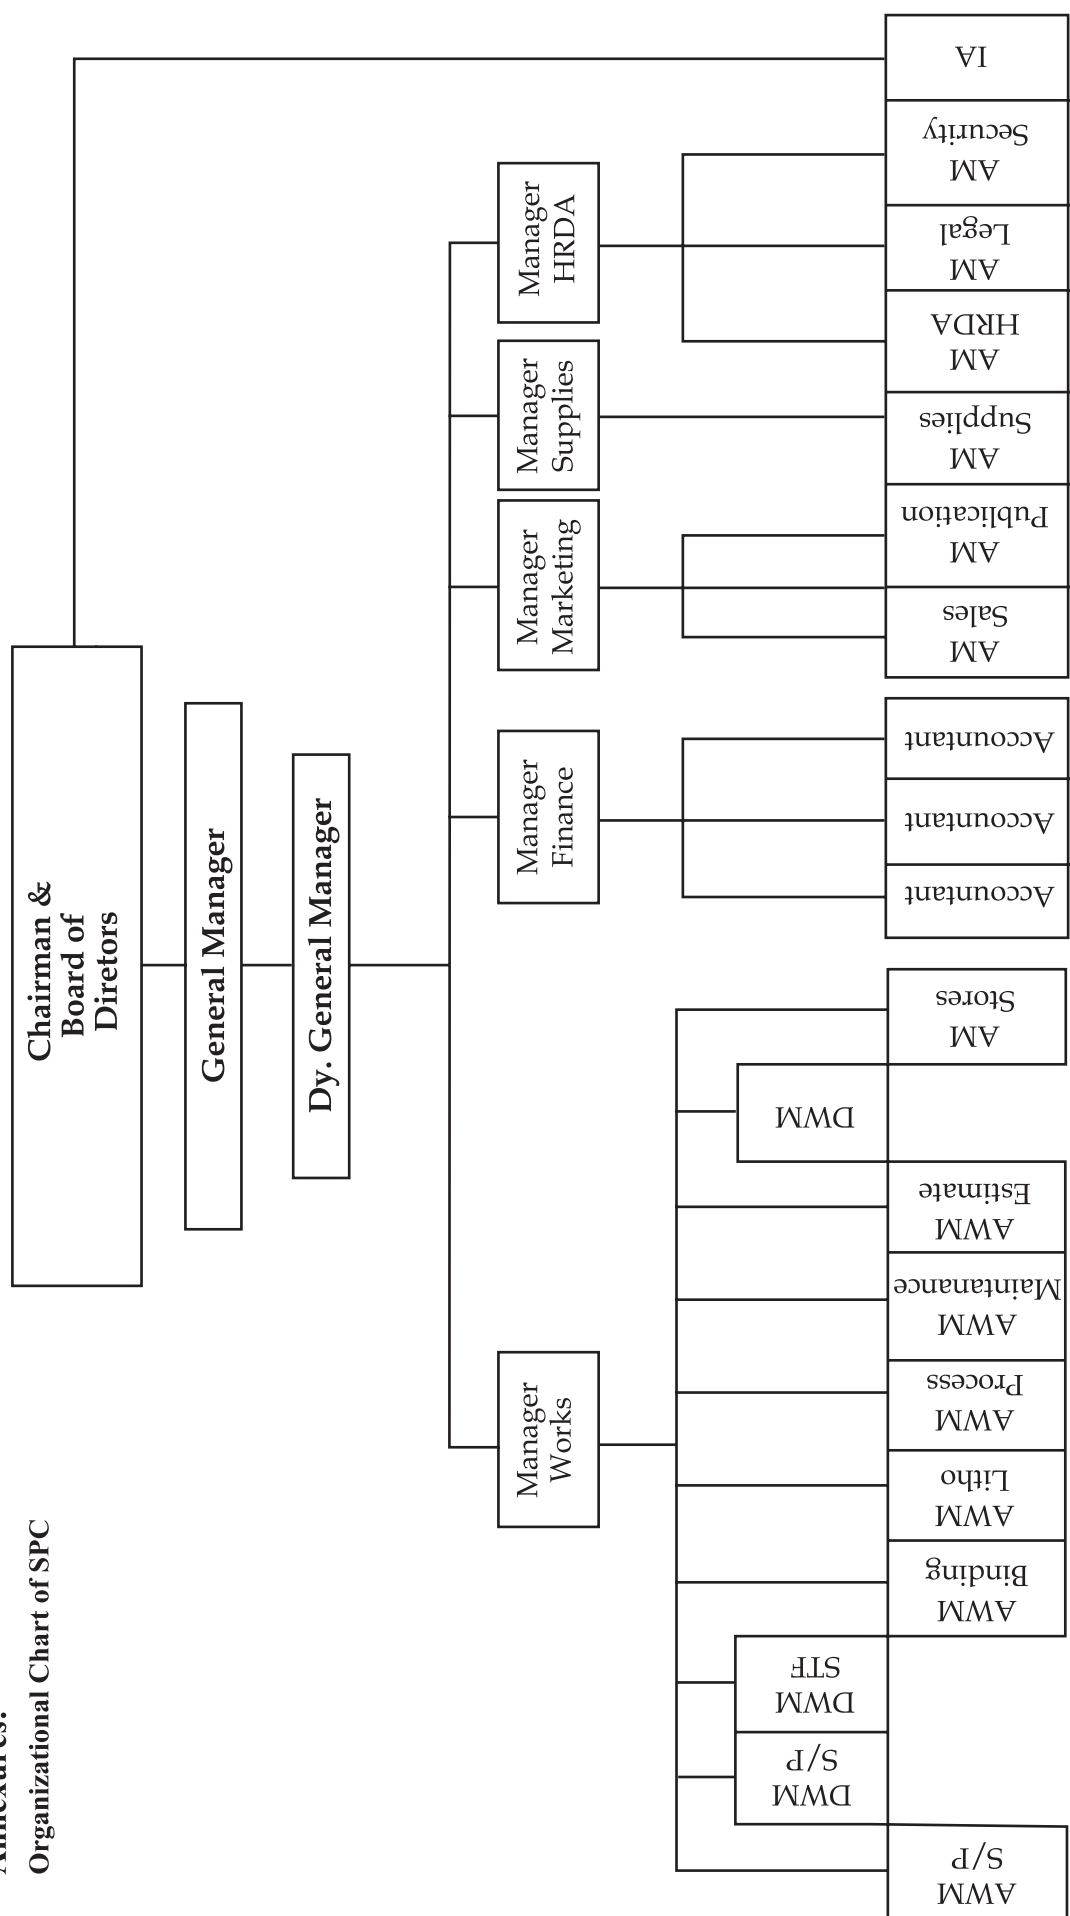 Annexures:
Organizational Chart of SPC
Chairman &
Board of
Diretors
General Manager
Dy. General Manager
Manager
Works
Manager
Finance
Manager
Marketing
Manager
Supplies
Manager
HRDA
AWM
S/P
DWM
S/P
DWM
STF
AWM
Binding
AWM
Litho
AWM
Process
AWM
Maintanance
AWM
Estimate
DWM
AM
Stores
Accountant
Accountant
Accountant
AM
Sales
AM
Publication
AM
Supplies
AM
HRDA
AM
Legal
AM
Security
IA